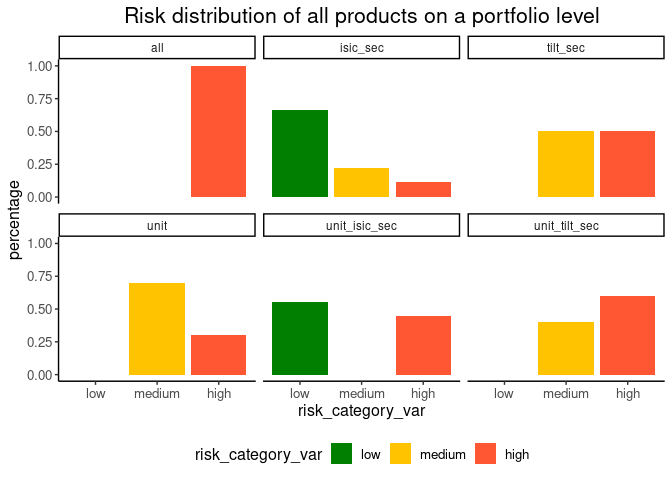 Risk distribution of all products on a portfolio level
all isic_sec tilt_sec
1.00
0.75
0.50
0.25
0.00
percentage
unit unit_isic_sec unit_tilt_sec
1.00
0.75
0.50
0.25
0.00
low medium high low medium high low medium high
risk_category_var
risk_category_var low medium high